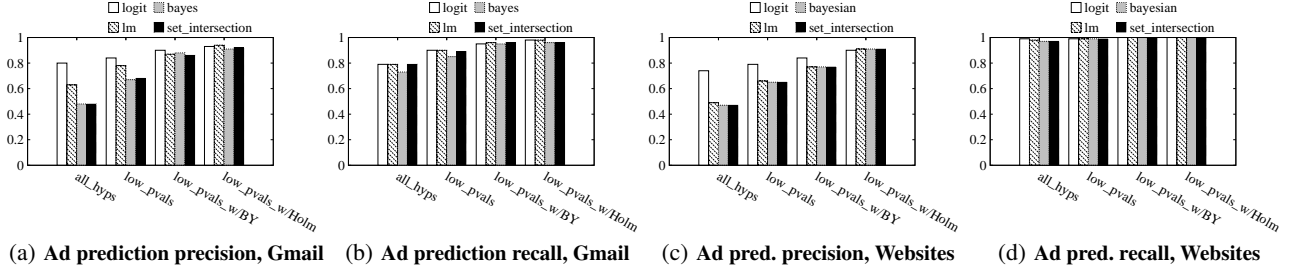 logit bayes
lm set_intersection
1
0.8
0.6
0.4
0.2
0
all_hyps
low_pvals
low_pvals_w/BY
low_pvals_w/Holm
(a) Ad prediction precision, Gmail
logit bayes
lm set_intersection
1
0.8
0.6
0.4
0.2
0
all_hyps
low_pvals
low_pvals_w/BY
low_pvals_w/Holm
(b) Ad prediction recall, Gmail
logit bayesian
lm set_intersection
1
0.8
0.6
0.4
0.2
0
all_hyps
low_pvals
low_pvals_w/BY
low_pvals_w/Holm
(c) Ad pred. precision, Websites
logit bayesian
lm set_intersection
1
0.8
0.6
0.4
0.2
0
all_hyps
low_pvals
low_pvals_w/BY
low_pvals_w/Holm
(d) Ad pred. recall, Websites